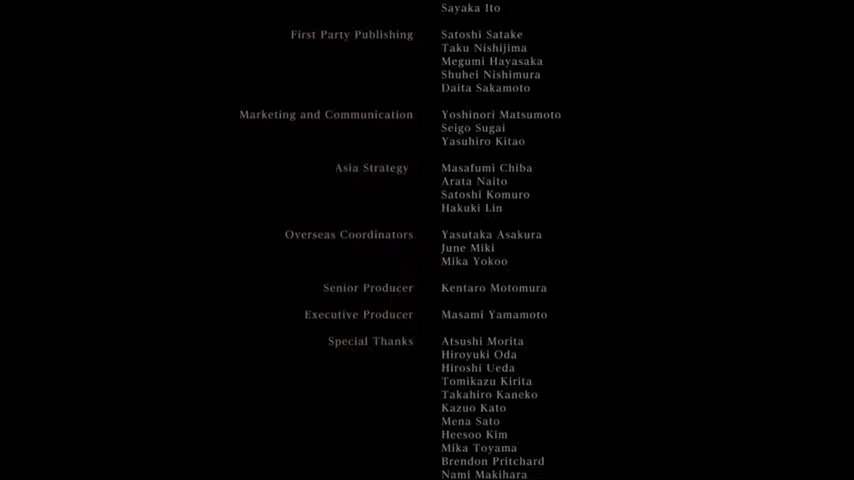 Sayaka Ito
First Party Publishing Satoshi Satake
Taku Nishijima
Megumi Hayasaka
Shuhei Nishimura
Daita Sakamoto
Marketing and Communication Yoshinori Matsumoto
Seigo Sugai
Yasuhiro Kitao
Asia Strategy Masafumi Chiba
Arata Naito
Satoshi Komuro
Hakuki Lin
Overseas Coordinators Yasutaka Asakura
June Miki
Mika Yokoo
Senior Producer Kentaro Motomura
Executive Producer Masami Yamamoto
Special Thanks Atsushi Morita
Hiroyuki Oda
Hiroshi Ueda
Tomikazu Kirita
Takahiro Kaneko
Kazuo Kato
Mena Sato
Heesoo Kim
Mika Toyama
Brendon Pritchard
Nami Makihara